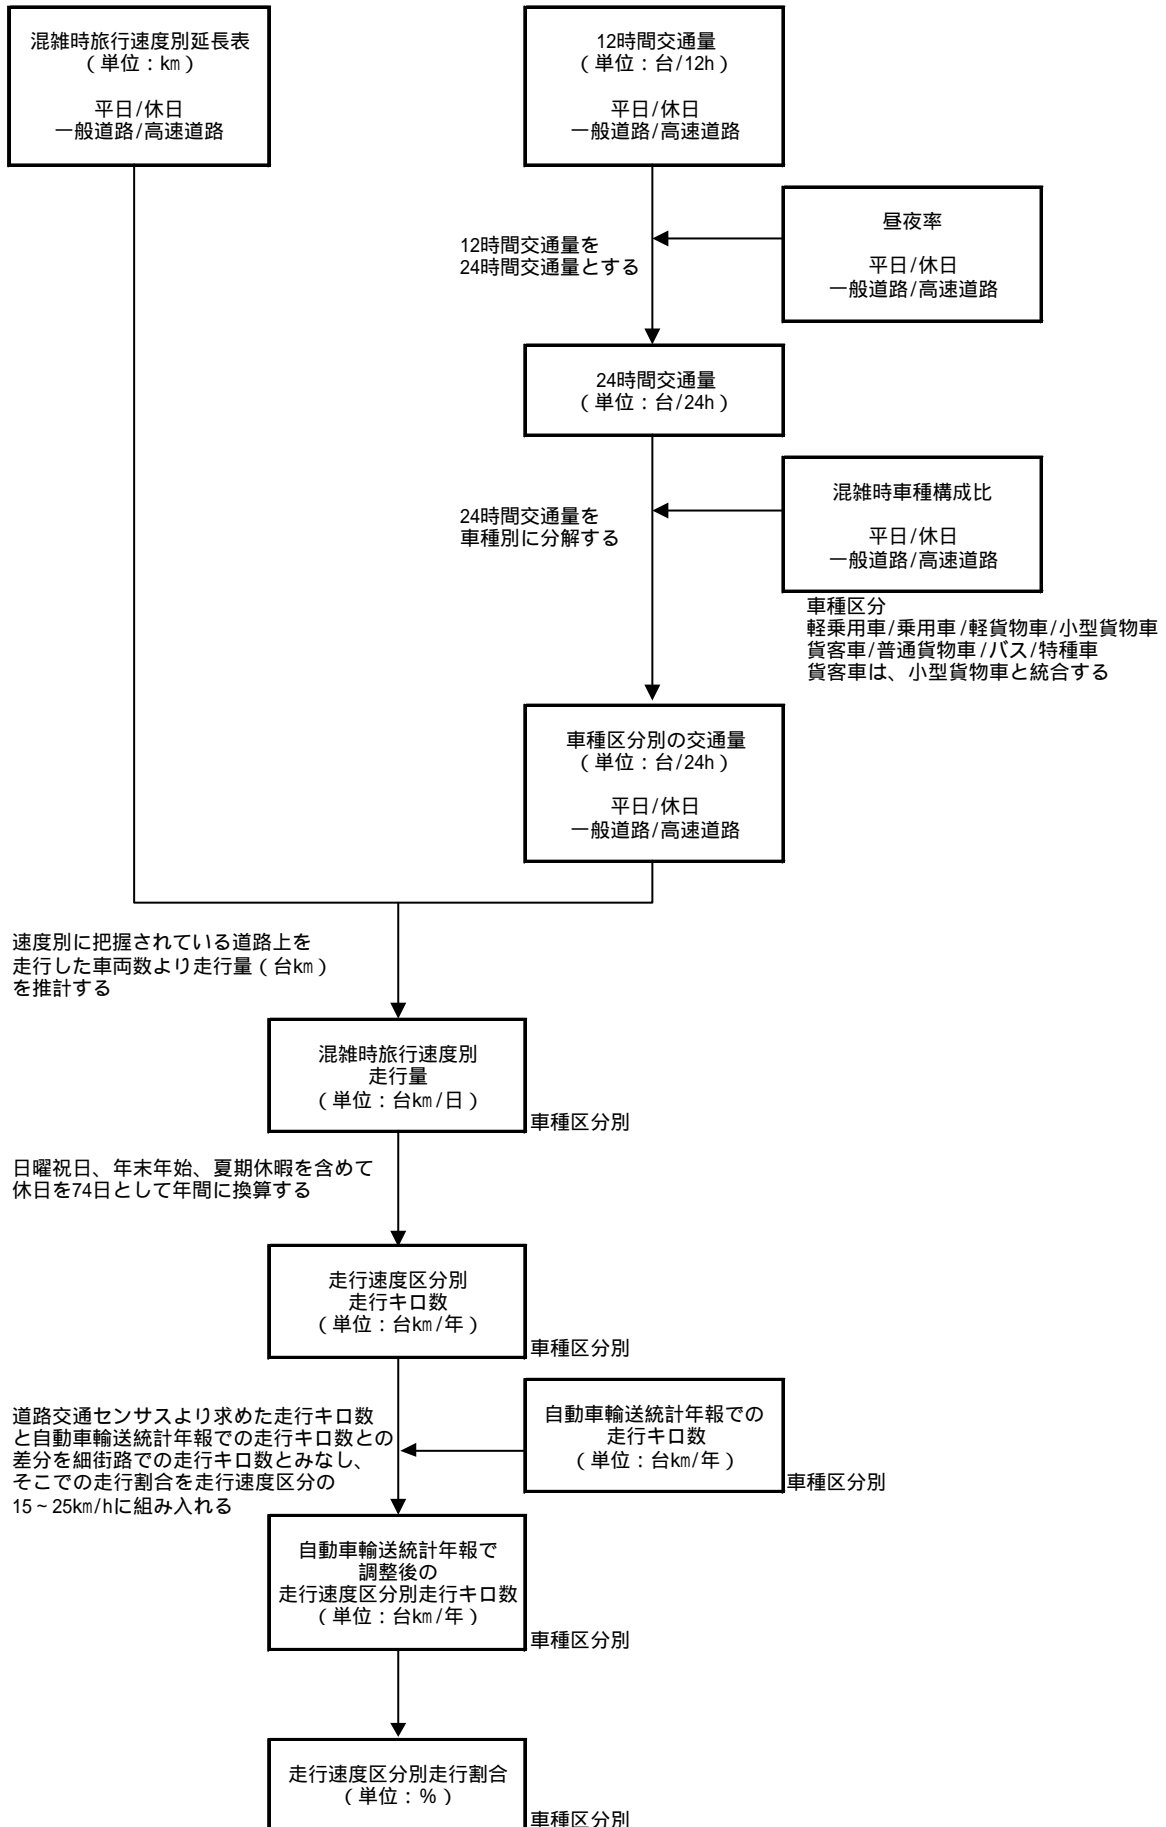 混雑時旅行速度別延長表
（単位：㎞）
平日/休日
一般道路/高速道路
12時間交通量
（単位：台/12h）
平日/休日
一般道路/高速道路
12時間交通量を
24時間交通量とする
昼夜率
平日/休日
一般道路/高速道路
24時間交通量
（単位：台/24h）
24時間交通量を
車種別に分解する
混雑時車種構成比
平日/休日
一般道路/高速道路
車種区分
軽乗用車/乗用車/軽貨物車/小型貨物車
貨客車/普通貨物車/バス/特種車
貨客車は、小型貨物車と統合する
車種区分別の交通量
（単位：台/24h）
平日/休日
一般道路/高速道路
速度別に把握されている道路上を
走行した車両数より走行量（台㎞）
を推計する
混雑時旅行速度別
走行量
（単位：台㎞/日）
車種区分別
日曜祝日、年末年始、夏期休暇を含めて
休日を74日として年間に換算する
走行速度区分別
走行キロ数
（単位：台㎞/年）
車種区分別
道路交通センサスより求めた走行キロ数
と自動車輸送統計年報での走行キロ数との
差分を細街路での走行キロ数とみなし、
そこでの走行割合を走行速度区分の
15～25㎞/hに組み入れる
自動車輸送統計年報での
走行キロ数
（単位：台㎞/年）
車種区分別
自動車輸送統計年報で
調整後の
走行速度区分別走行キロ数
（単位：台㎞/年）
車種区分別
走行速度区分別走行割合
（単位：％）
車種区分別